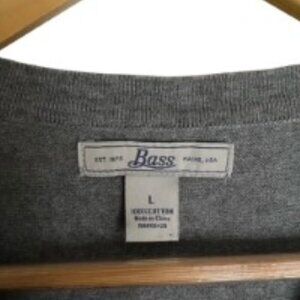 EST. 1876 Bass MAINE, USA
L
100% COTTON
Made in China